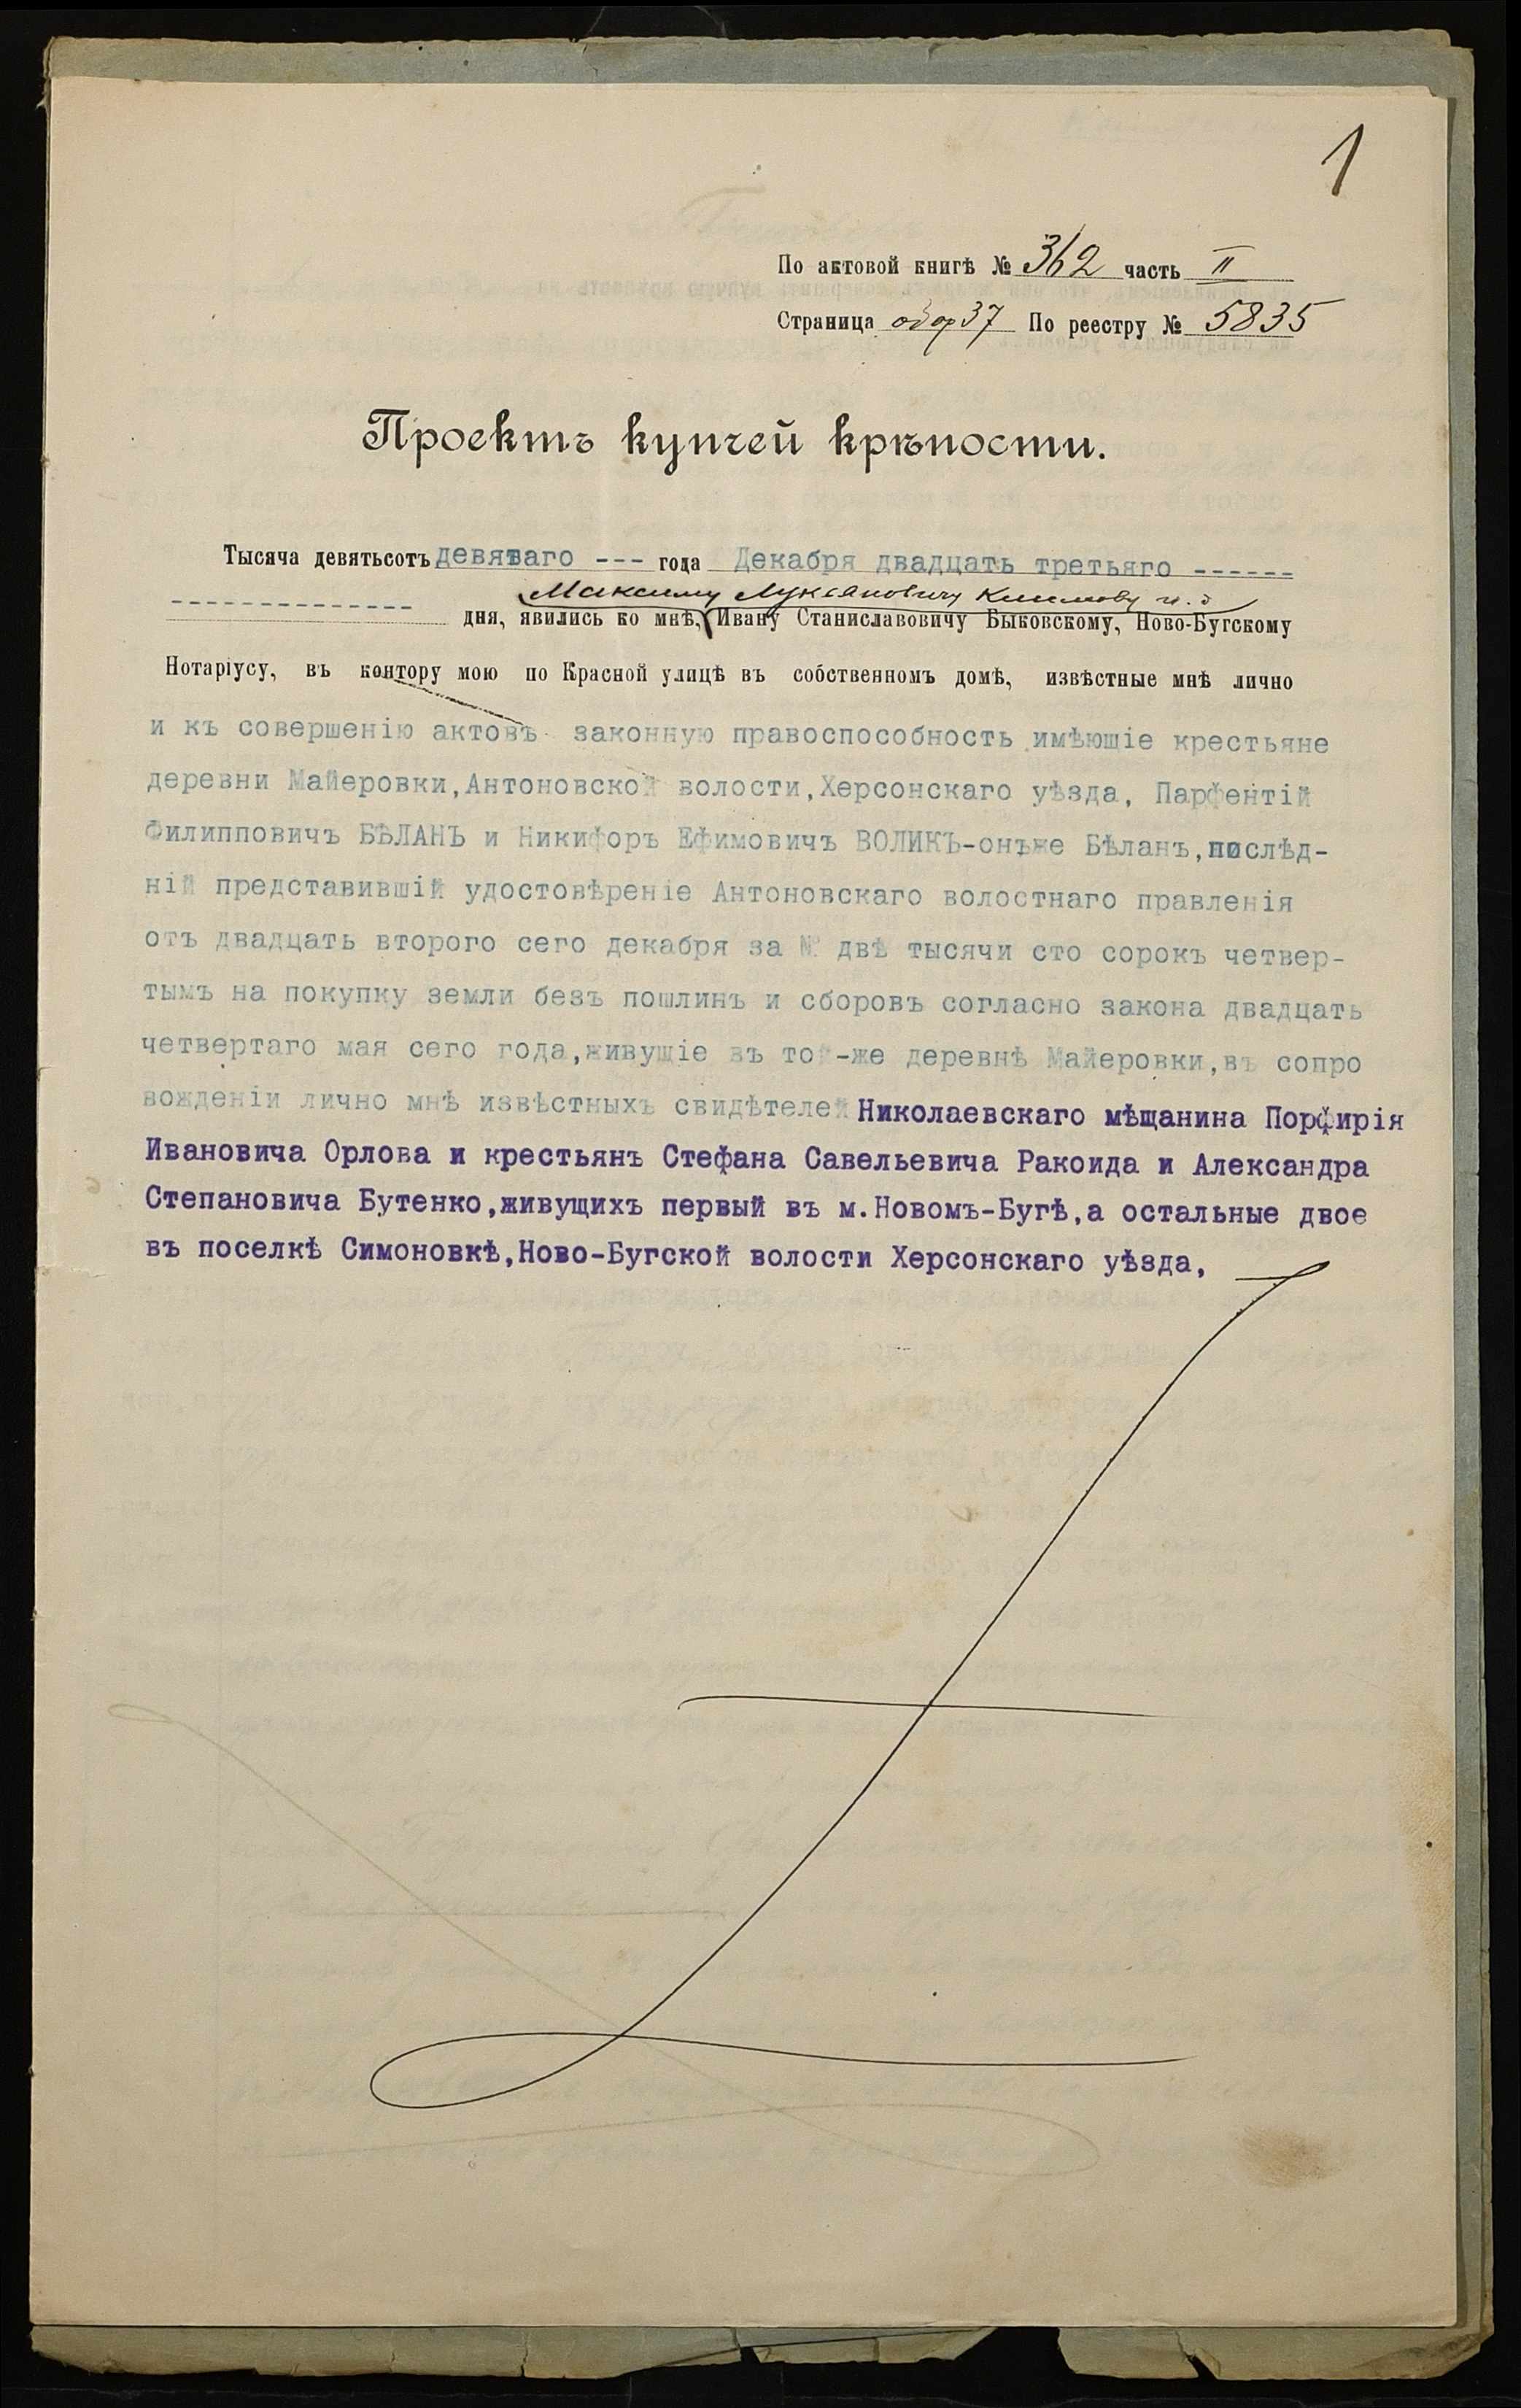 1
По актовой книгѣ № 362 часть II
Страница обор 37 По реестру № 5835
Проектъ купчей крѣпости.
Тысяча девятьсотъ девятаго --- года Декабря двадцать третьяго ------
Максиму Лукьяновичу и. д
-------------- дня, явились ко мнѣ, Ивану Станиславовичу Быковскому, Ново-Бугскому
Нотаріусу, въ контору мою по Красной улицѣ въ собственномъ домѣ, извѣстные мнѣ лично
и къ совершенію актовъ законную правоспособность имѣющіе крестьяне
деревни Майеровки, Антоновской волости, Херсонскаго уѣзда, Парфентій
Филипповичъ БѢЛАНЪ и Никифоръ Ефимовичъ ВОЛИКЪ-онъже Бѣланъ, послѣд-
ній представившій удостовѣреніе Антоновскаго волостнаго правленія
отъ двадцать второго сего декабря за № двѣ тысячи сто сорокъ четвер-
тымъ на покупку земли безъ пошлинъ и сборовъ согласно закона двадцать
четвертаго мая сего года, живущіе въ той-же деревнѣ Майеровки, въ сопро
вожденіи лично мнѣ извѣстныхъ свидѣтелей Николаевскаго мѣщанина Порфирія
Ивановича Орлова и крестьянъ Стефана Савельевича Ракоида и Александра
Степановича Бутенко, живущихъ первый въ м. Новомъ-Бугѣ, а остальные двое
въ поселкѣ Симоновкѣ, Ново-Бугской волости Херсонскаго уѣзда,